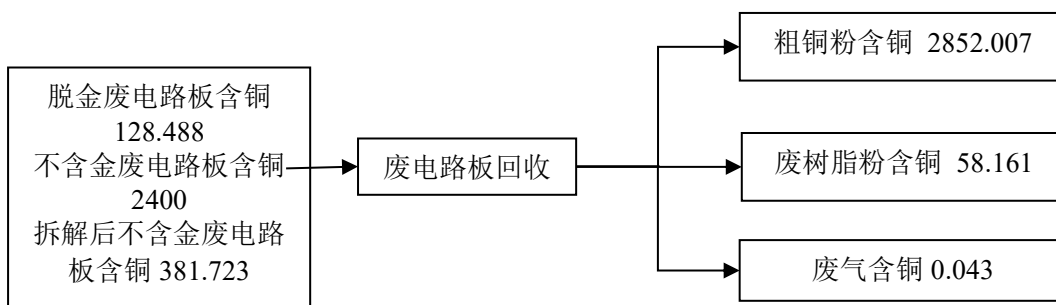 脱金废电路板含铜
128.488
不含金废电路板含铜
2400
拆解后不含金废电路
板含铜 381.723
废电路板回收
粗铜粉含铜 2852.007
废树脂粉含铜 58.161
废气含铜 0.043